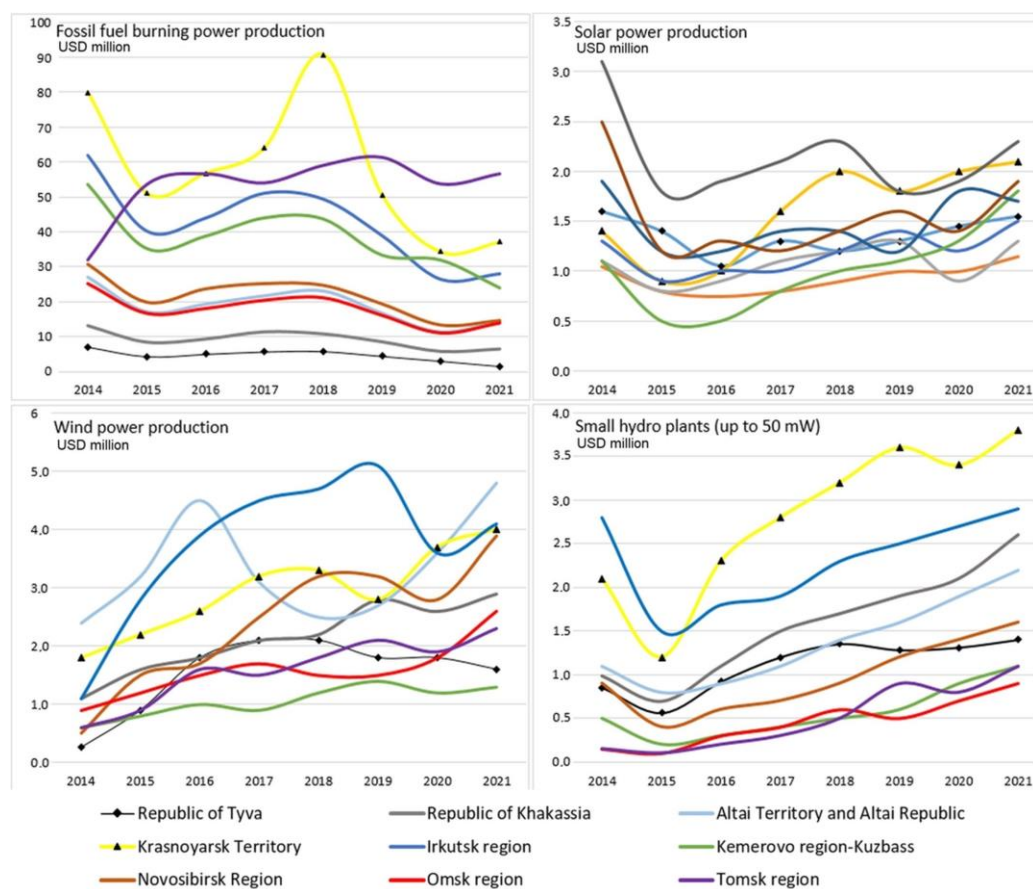 Fossil fuel burning power production
USD million
100
90
80
70
60
50
40
30
20
10
0
2014 2015 2016 2017 2018 2019 2020 2021
Solar power production
USD million
3.5
3.0
2.5
2.0
1.5
1.0
0.5
0.0
2014 2015 2016 2017 2018 2019 2020 2021
Wind power production
USD million
6
5.0
4.0
3.0
2.0
1.0
0.0
2014 2015 2016 2017 2018 2019 2020 2021
Small hydro plants (up to 50 mW)
USD million
4.0
3.5
3.0
2.5
2.0
1.5
1.0
0.5
0.0
2014 2015 2016 2017 2018 2019 2020 2021
Republic of Tyva Republic of Khakassia Altai Territory and Altai Republic
Krasnoyarsk Territory Irkutsk region Kemerovo region-Kuzbass
Novosibirsk Region Omsk region Tomsk region